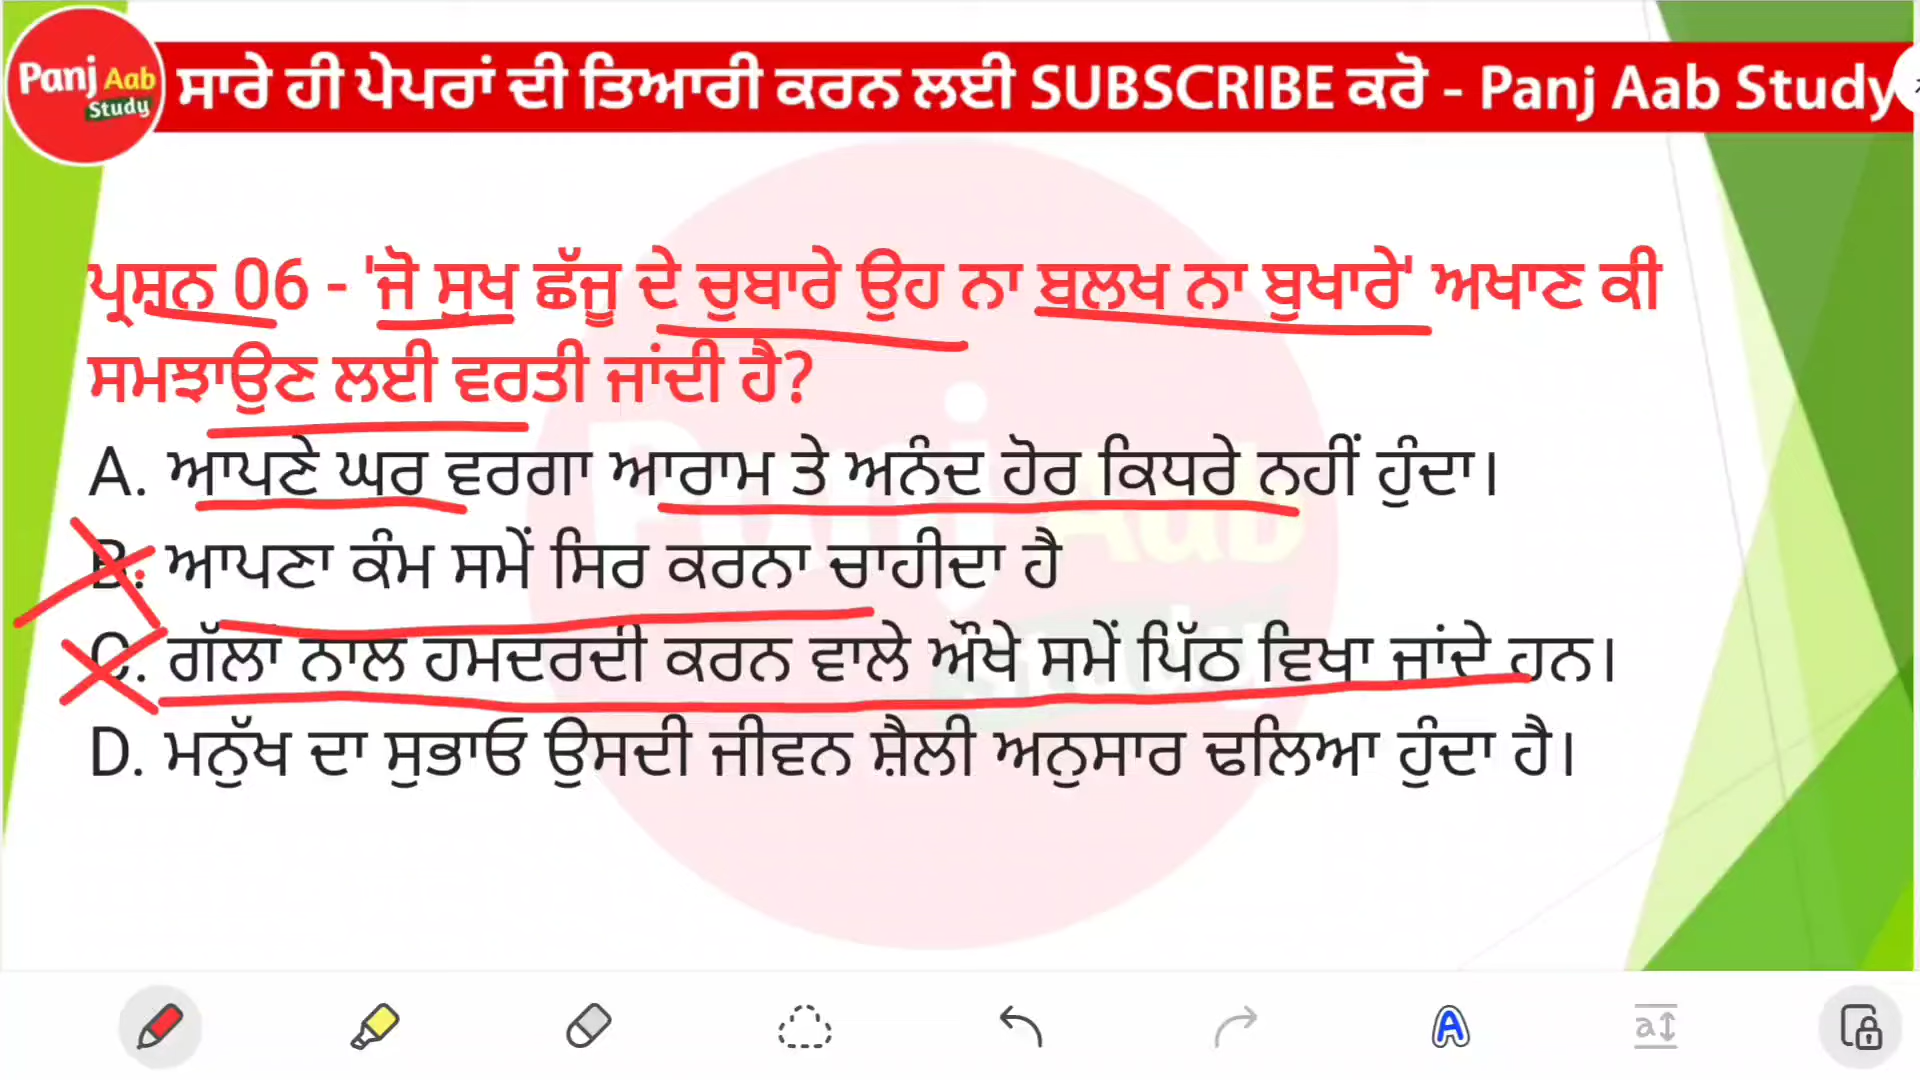 Panj Aab Study
ਸਾਰੇ ਹੀ ਪੇਪਰਾਂ ਦੀ ਤਿਆਰੀ ਕਰਨ ਲਈ SUBSCRIBE ਕਰੋ - Panj Aab Study
ਪ੍ਰਸ਼ਨ 06 - 'ਜੋ ਸੁਖ ਛੱਜੂ ਦੇ ਚੁਬਾਰੇ ਉਹ ਨਾ ਬਲਖ ਨਾ ਬੁਖਾਰੇ' ਅਖਾਣ ਕੀ
ਸਮਝਾਉਣ ਲਈ ਵਰਤੀ ਜਾਂਦੀ ਹੈ?
A. ਆਪਣੇ ਘਰ ਵਰਗਾ ਆਰਾਮ ਤੇ ਅਨੰਦ ਹੋਰ ਕਿਧਰੇ ਨਹੀਂ ਹੁੰਦਾ।
B. ਆਪਣਾ ਕੰਮ ਸਮੇਂ ਸਿਰ ਕਰਨਾ ਚਾਹੀਦਾ ਹੈ
C. ਗੱਲਾਂ ਨਾਲ ਹਮਦਰਦੀ ਕਰਨ ਵਾਲੇ ਔਖੇ ਸਮੇਂ ਪਿੱਠ ਵਿਖਾ ਜਾਂਦੇ ਹਨ।
D. ਮਨੁੱਖ ਦਾ ਸੁਭਾਓ ਉਸਦੀ ਜੀਵਨ ਸ਼ੈਲੀ ਅਨੁਸਾਰ ਢਲਿਆ ਹੁੰਦਾ ਹੈ।